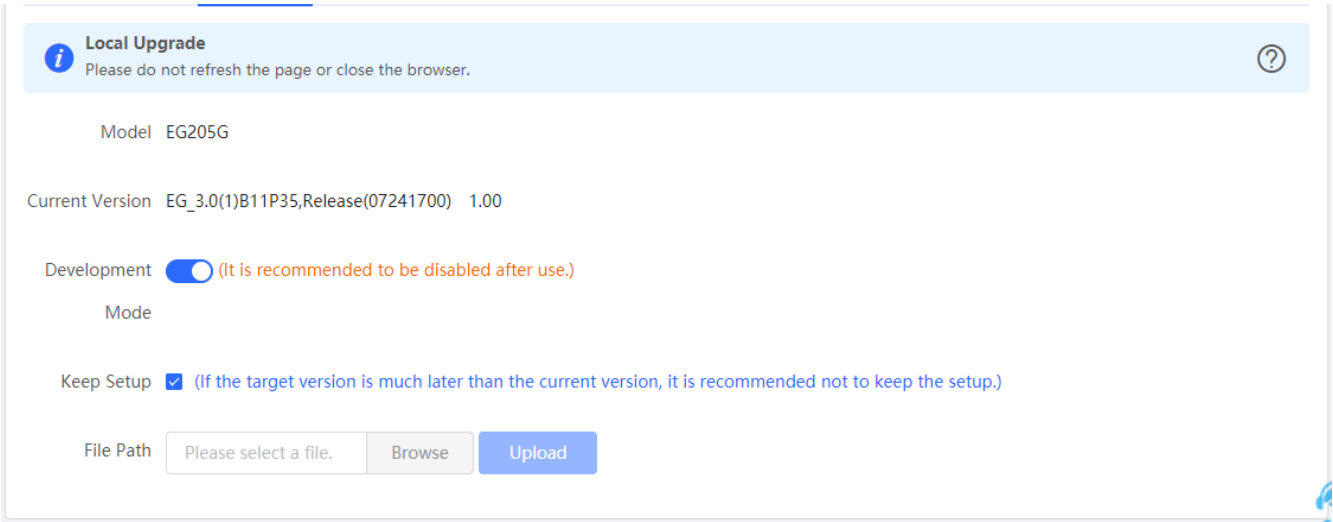 Local Upgrade
Please do not refresh the page or close the browser.
Model EG205G
Current Version EG_3.0(1)B11P35,Release(07241700) 1.00
Development (It is recommended to be disabled after use.)
Mode
Keep Setup (If the target version is much later than the current version, it is recommended not to keep the setup.)
File Path Please select a file. Browse Upload